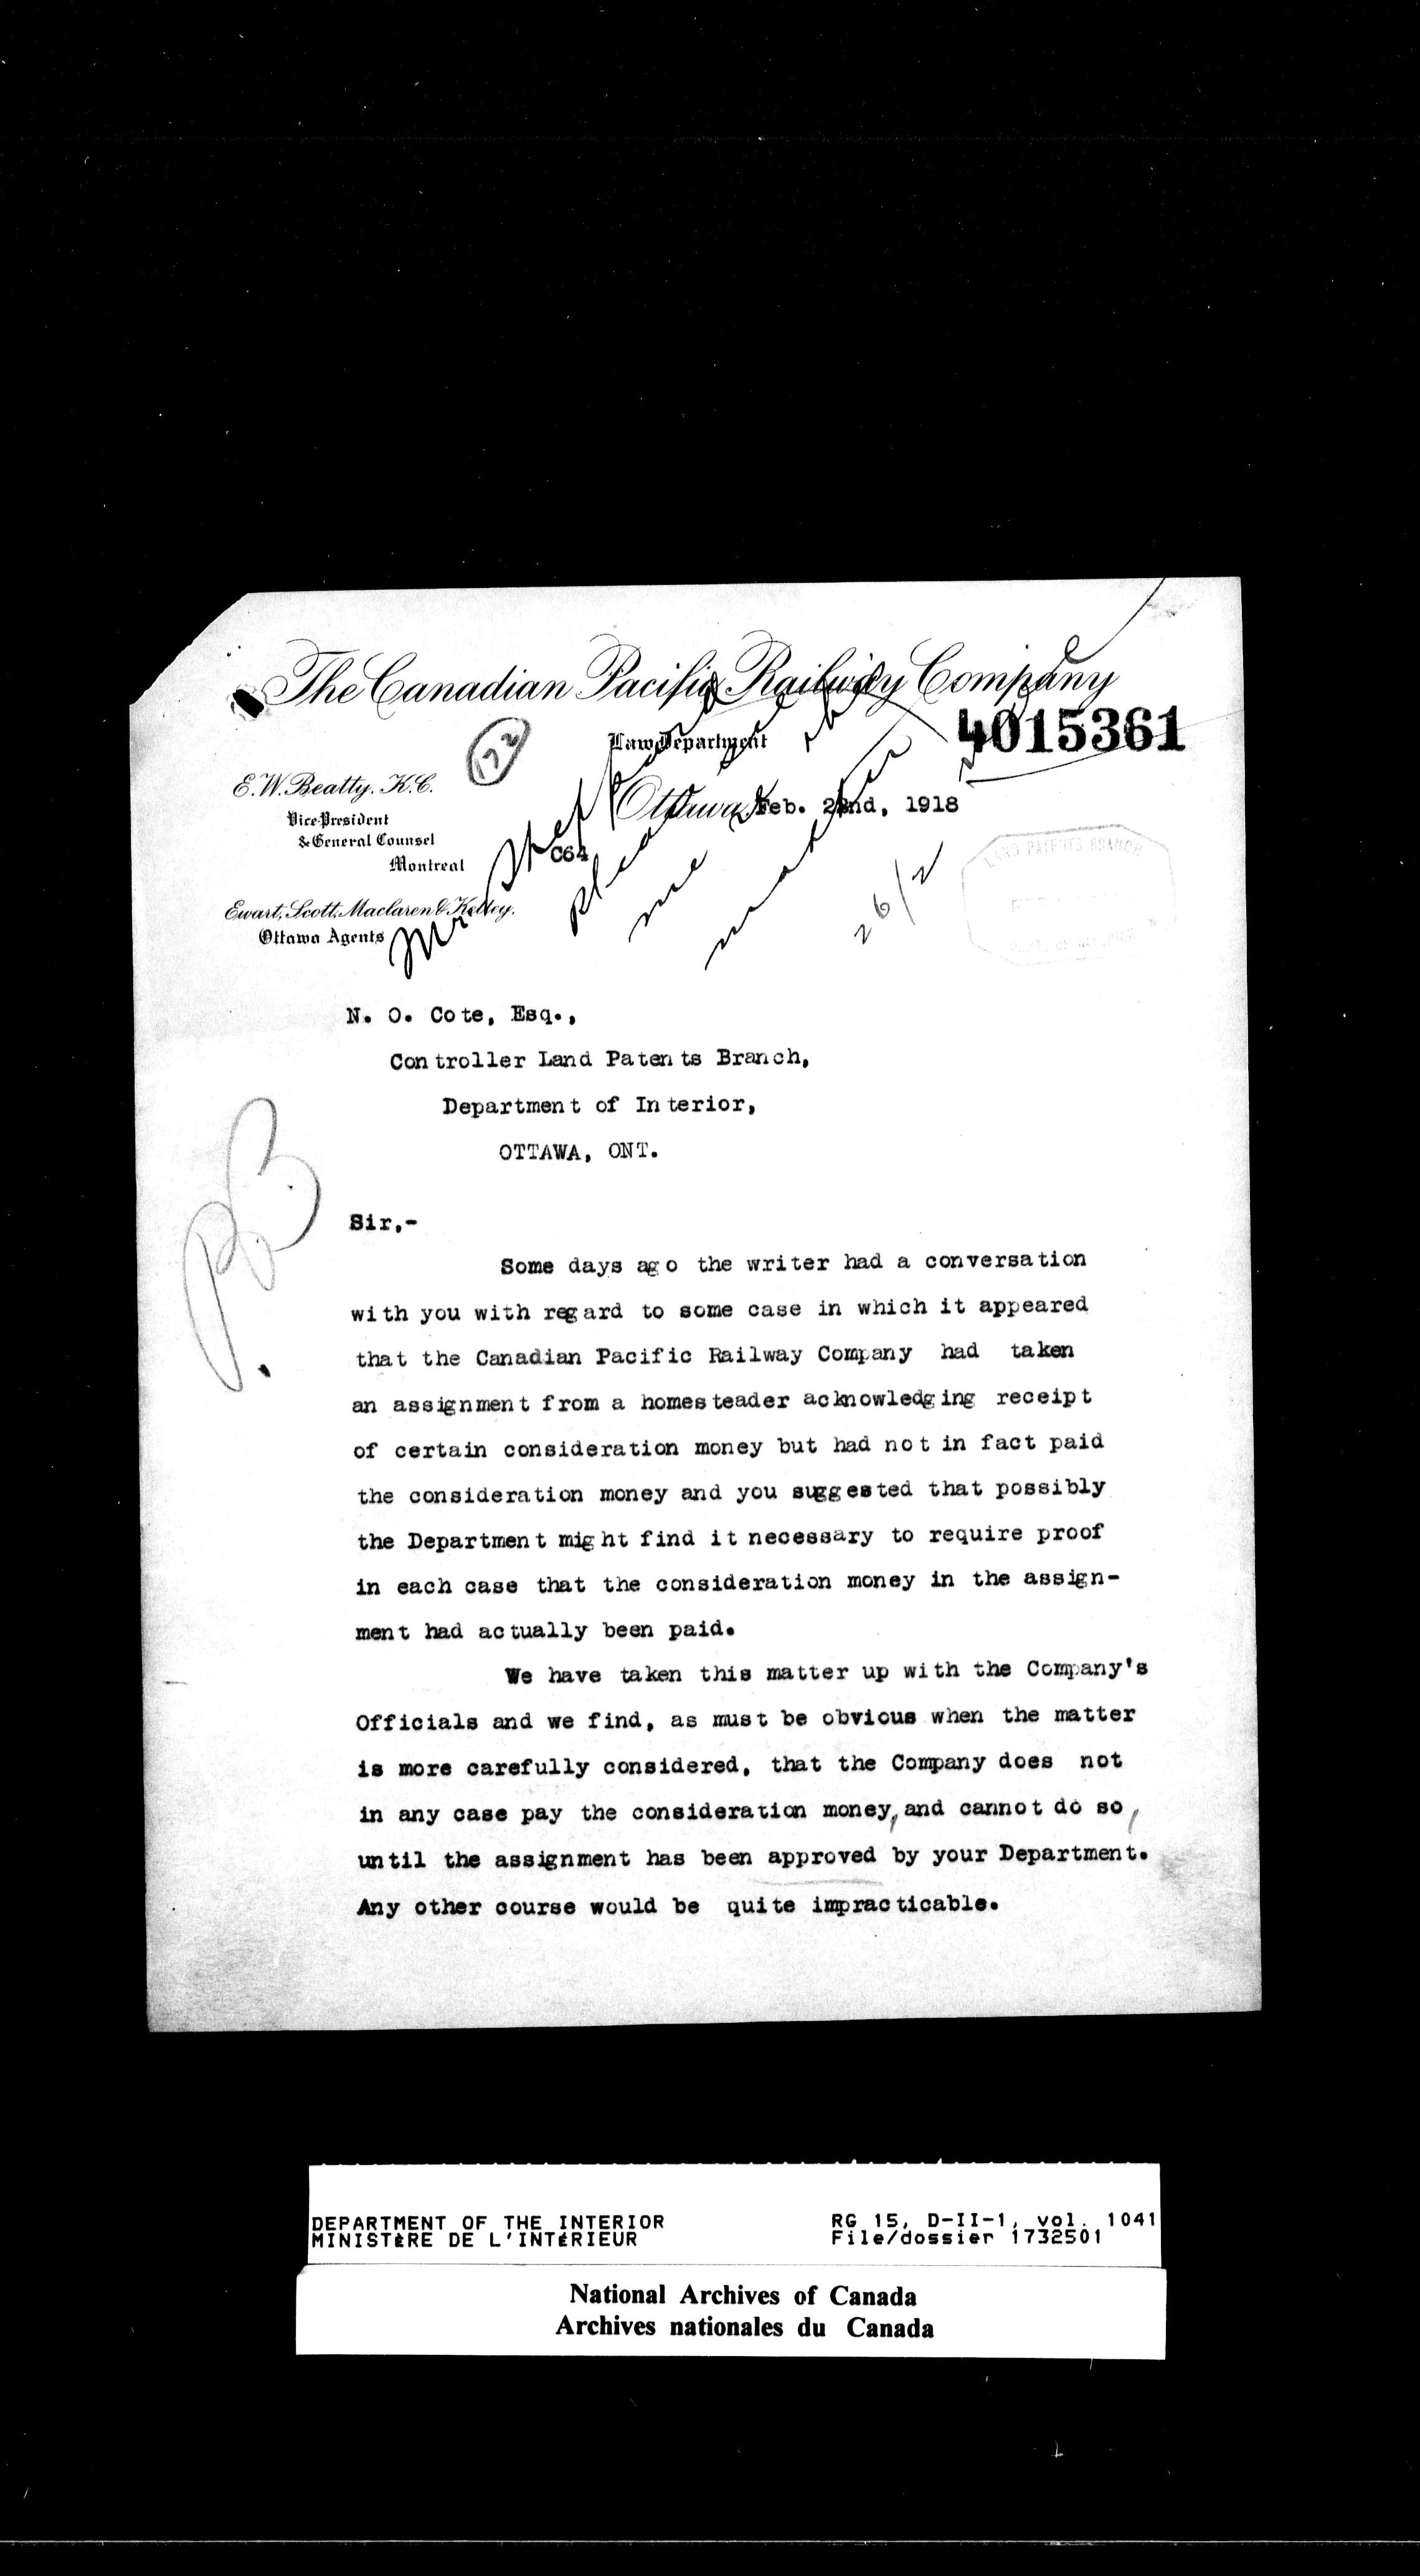 The Canadian Pacific Railway Company
4015361
Law Department
122
E. W. Beatty, K.C.
Vice-President
& General Counsel
Montreal
Ottawa, Feb. 22nd, 1918
C64
Ewart, Scott, Maclaren & Kelley.
Ottawa Agents
Mr Sheppard
please see
me re this
matter
26/2
LAND PATENTS BRANCH
N. O. Cote, Esq.,
Controller Land Patents Branch,
Department of Interior,
OTTAWA, ONT.
PB
Sir,-
Some days ago the writer had a conversation
with you with regard to some case in which it appeared
that the Canadian Pacific Railway Company had taken
an assignment from a homesteader acknowledging receipt
of certain consideration money but had not in fact paid
the consideration money and you suggested that possibly
the Department might find it necessary to require proof
in each case that the consideration money in the assign-
ment had actually been paid.
We have taken this matter up with the Company's
Officials and we find, as must be obvious when the matter
is more carefully considered, that the Company does not
in any case pay the consideration money, and cannot do so,
until the assignment has been approved by your Department.
Any other course would be quite impracticable.
DEPARTMENT OF THE INTERIOR
MINISTÈRE DE L'INTÉRIEUR
RG 15, D-II-1, vol. 1041
File/dossier 1732501
National Archives of Canada
Archives nationales du Canada